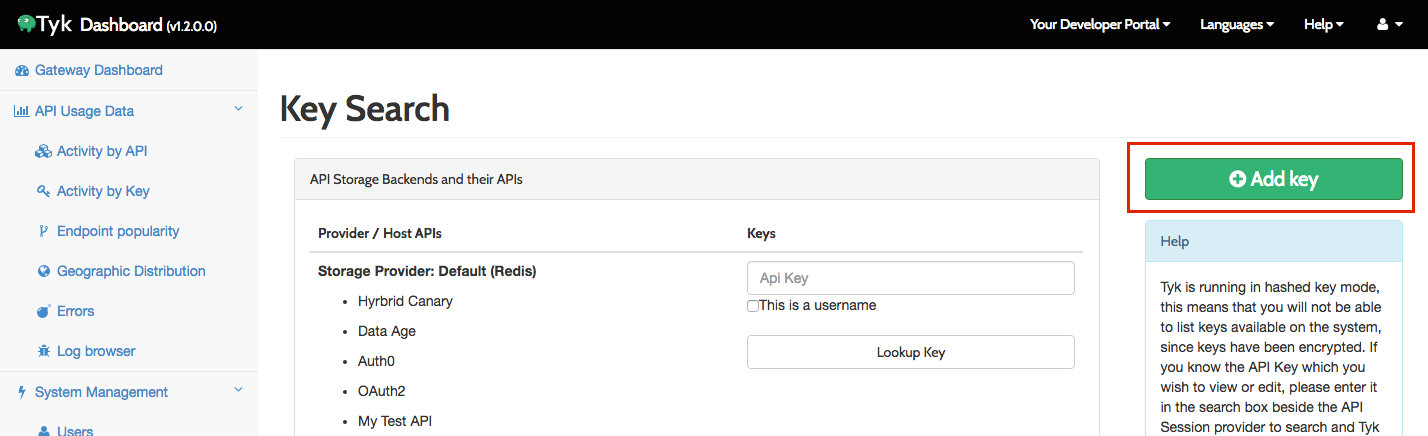 Tyk Dashboard (v1.2.0.0)
Your Developer Portal
Languages
Help
Gateway Dashboard
API Usage Data
Activity by API
Activity by Key
Endpoint popularity
Geographic Distribution
Errors
Log browser
System Management
Users
Key Search
API Storage Backends and their APIs
Provider / Host APIs
Keys
Storage Provider: Default (Redis)
Hyrbrid Canary
Data Age
Auth0
OAuth2
My Test API
Api Key
This is a username
Lookup Key
Add key
Help
Tyk is running in hashed key mode,
this means that you will not be able
to list keys available on the system,
since keys have been encrypted. If
you know the API Key which you
wish to view or edit, please enter it
in the search box beside the API
Session provider to search and Tyk